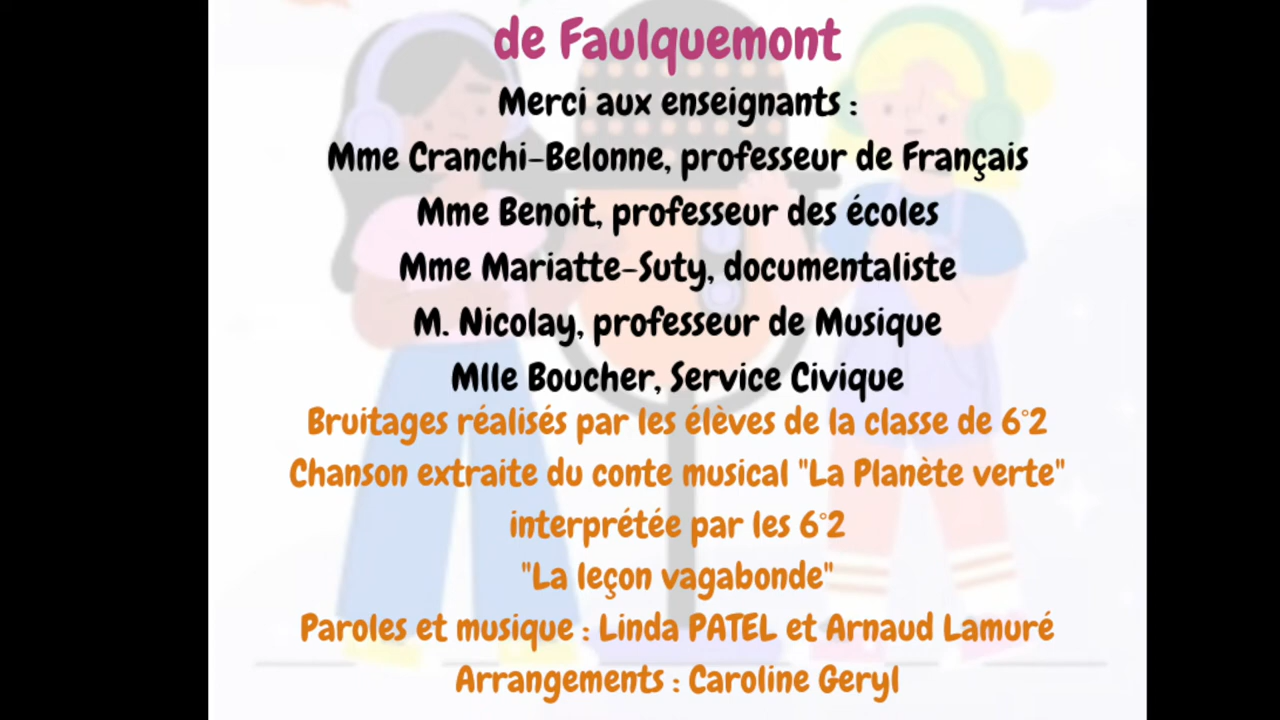 de Faulquemont
Merci aux enseignants :
Mme Cranchi-Belonne, professeur de Français
Mme Benoit, professeur des écoles
Mme Mariatte-Suty, documentaliste
M. Nicolay, professeur de Musique
Mlle Boucher, Service Civique
Bruitages réalisés par les élèves de la classe de 6°2
Chanson extraite du conte musical "La Planète verte"
interprétée par les 6°2
"La leçon vagabonde"
Paroles et musique : Linda PATEL et Arnaud Lamuré
Arrangements : Caroline Geryl